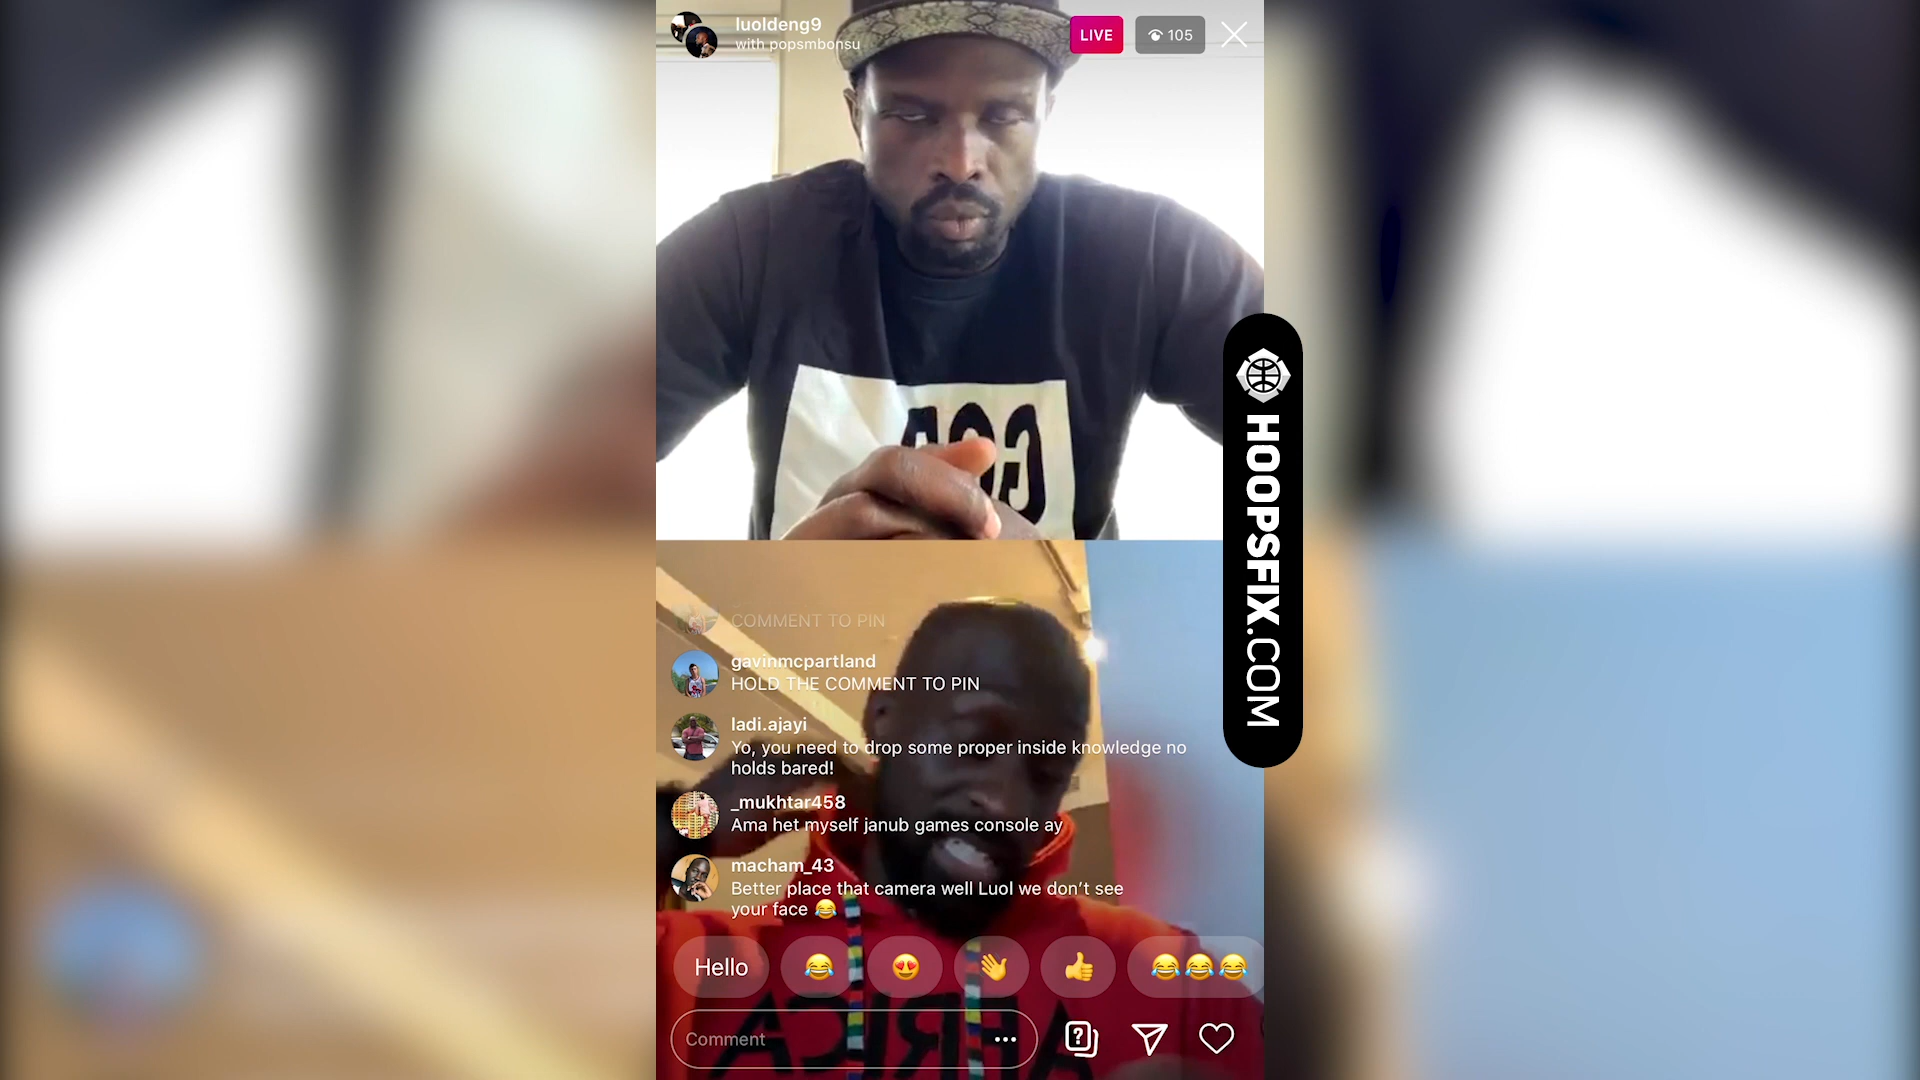 luoldeng9
with popsmbonsu
LIVE
105
COMMENT TO PIN
gavinmcpartland
HOLD THE COMMENT TO PIN
ladi.ajayi
Yo, you need to drop some proper inside knowledge no
holds bared!
_mukhtar458
Ama het myself janub games console ay
macham_43
Better place that camera well Luol we don’t see
your face 😂
Hello
😂
😍
👋
👍
😂😂😂
AFRICA
Comment
HOOPSFIX.COM